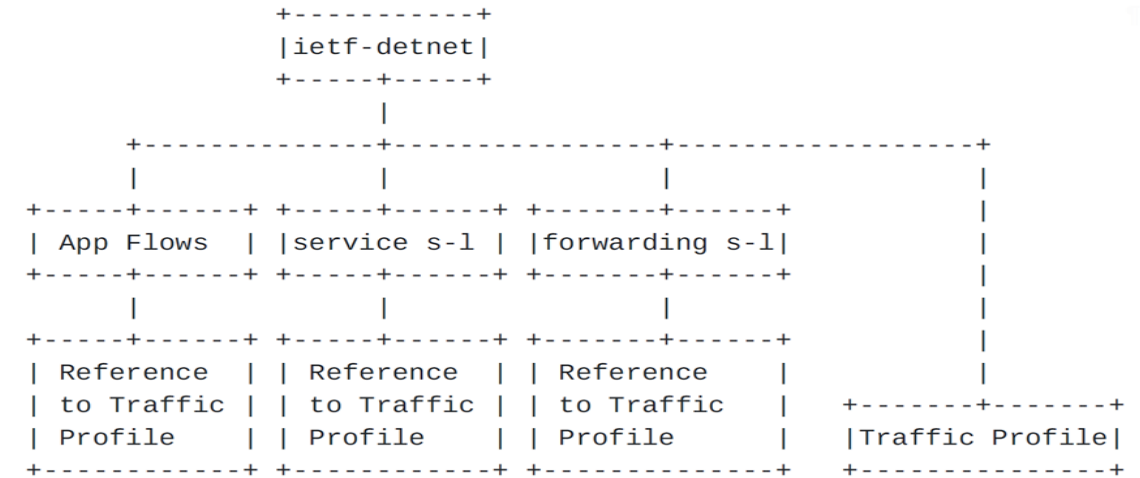 +-----------+
|ietf-detnet|
+-----+-----+
|
+--------------+----------------+------------------+
| | | |
+-----+------+ +-----+------+ +-------+------+ |
| App Flows | |service s-l | |forwarding s-l| |
+-----+------+ +-----+------+ +-------+------+ |
| | | |
+-----+------+ +-----+------+ +-------+------+ |
| Reference | | Reference | | Reference | |
| to Traffic | | to Traffic | | to Traffic | +-------+-------+
| Profile | | Profile | | Profile | |Traffic Profile|
+------------+ +------------+ +--------------+ +---------------+